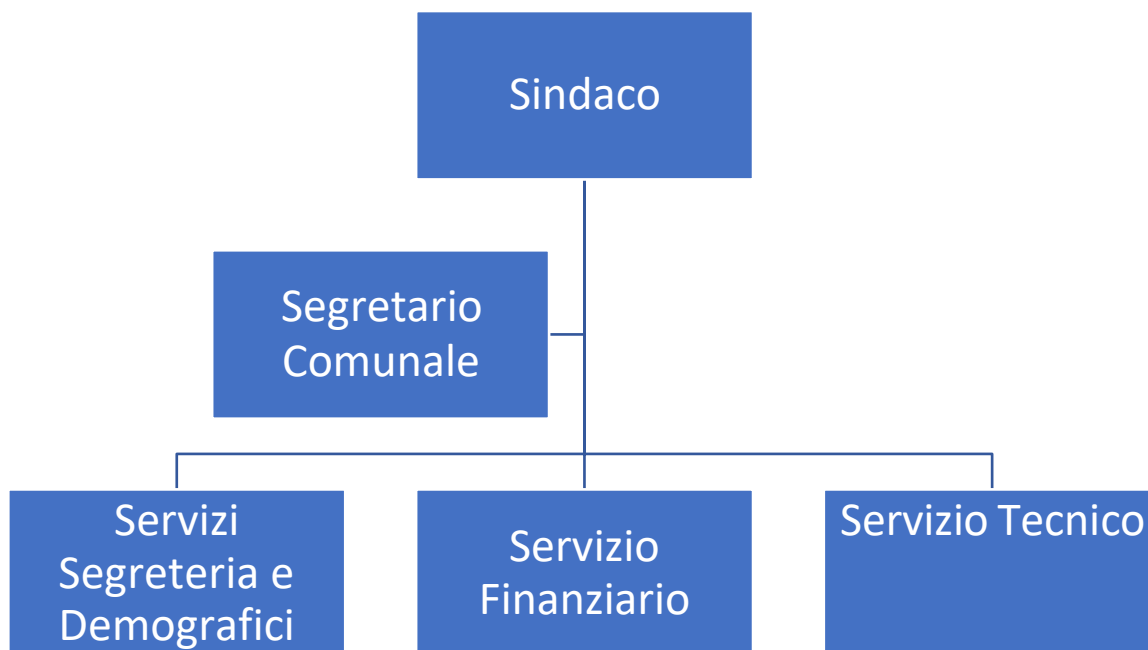 Sindaco
Segretario
Comunale
Servizi
Segreteria e
Demografici
Servizio
Finanziario
Servizio Tecnico